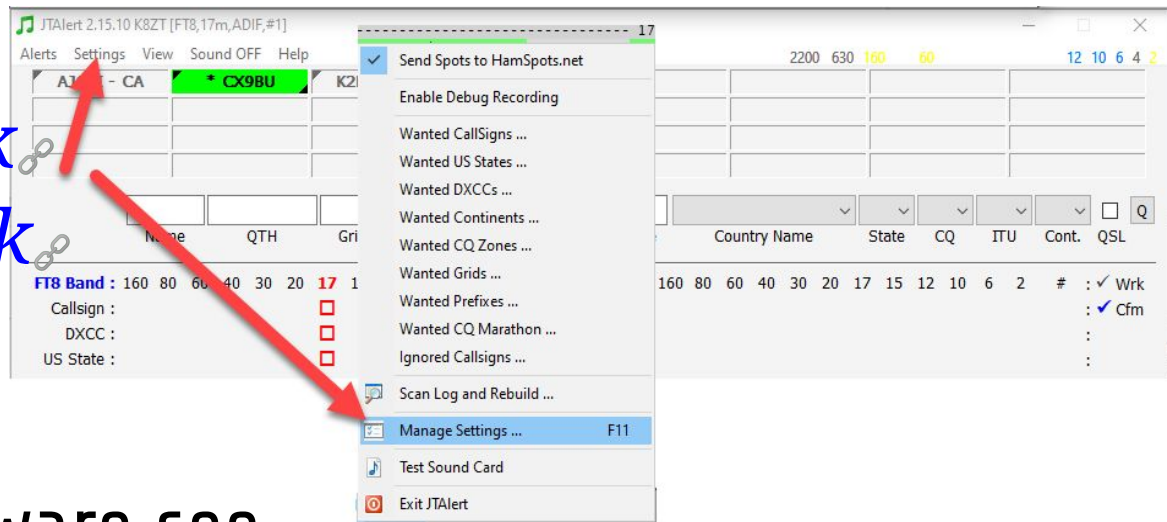 JTAlert 2.15.10 K8ZT [FT8,17m,ADIF,#1]
Alerts Settings View Sound OFF Help
2200 630 160 60 12 10 6 4 2
- CA * CX9BU
k
k
17
Send Spots to HamSpots.net
Enable Debug Recording
Wanted CallSigns ...
Wanted US States ...
Wanted DXCCs ...
Wanted Continents ...
Wanted CQ Zones ...
Wanted Grids ...
Wanted Prefixes ...
Wanted CQ Marathon ...
Ignored Callsigns ...
Scan Log and Rebuild ...
Manage Settings ... F11
Test Sound Card
Exit JTAlert
Q
Name QTH Country Name State CQ ITU Cont. QSL
FT8 Band : 160 80 60 40 30 20 17 160 80 60 40 30 20 17 15 12 10 6 2 # : ✓ Wrk
Callsign : : ✓ Cfm
DXCC : :
US State : :